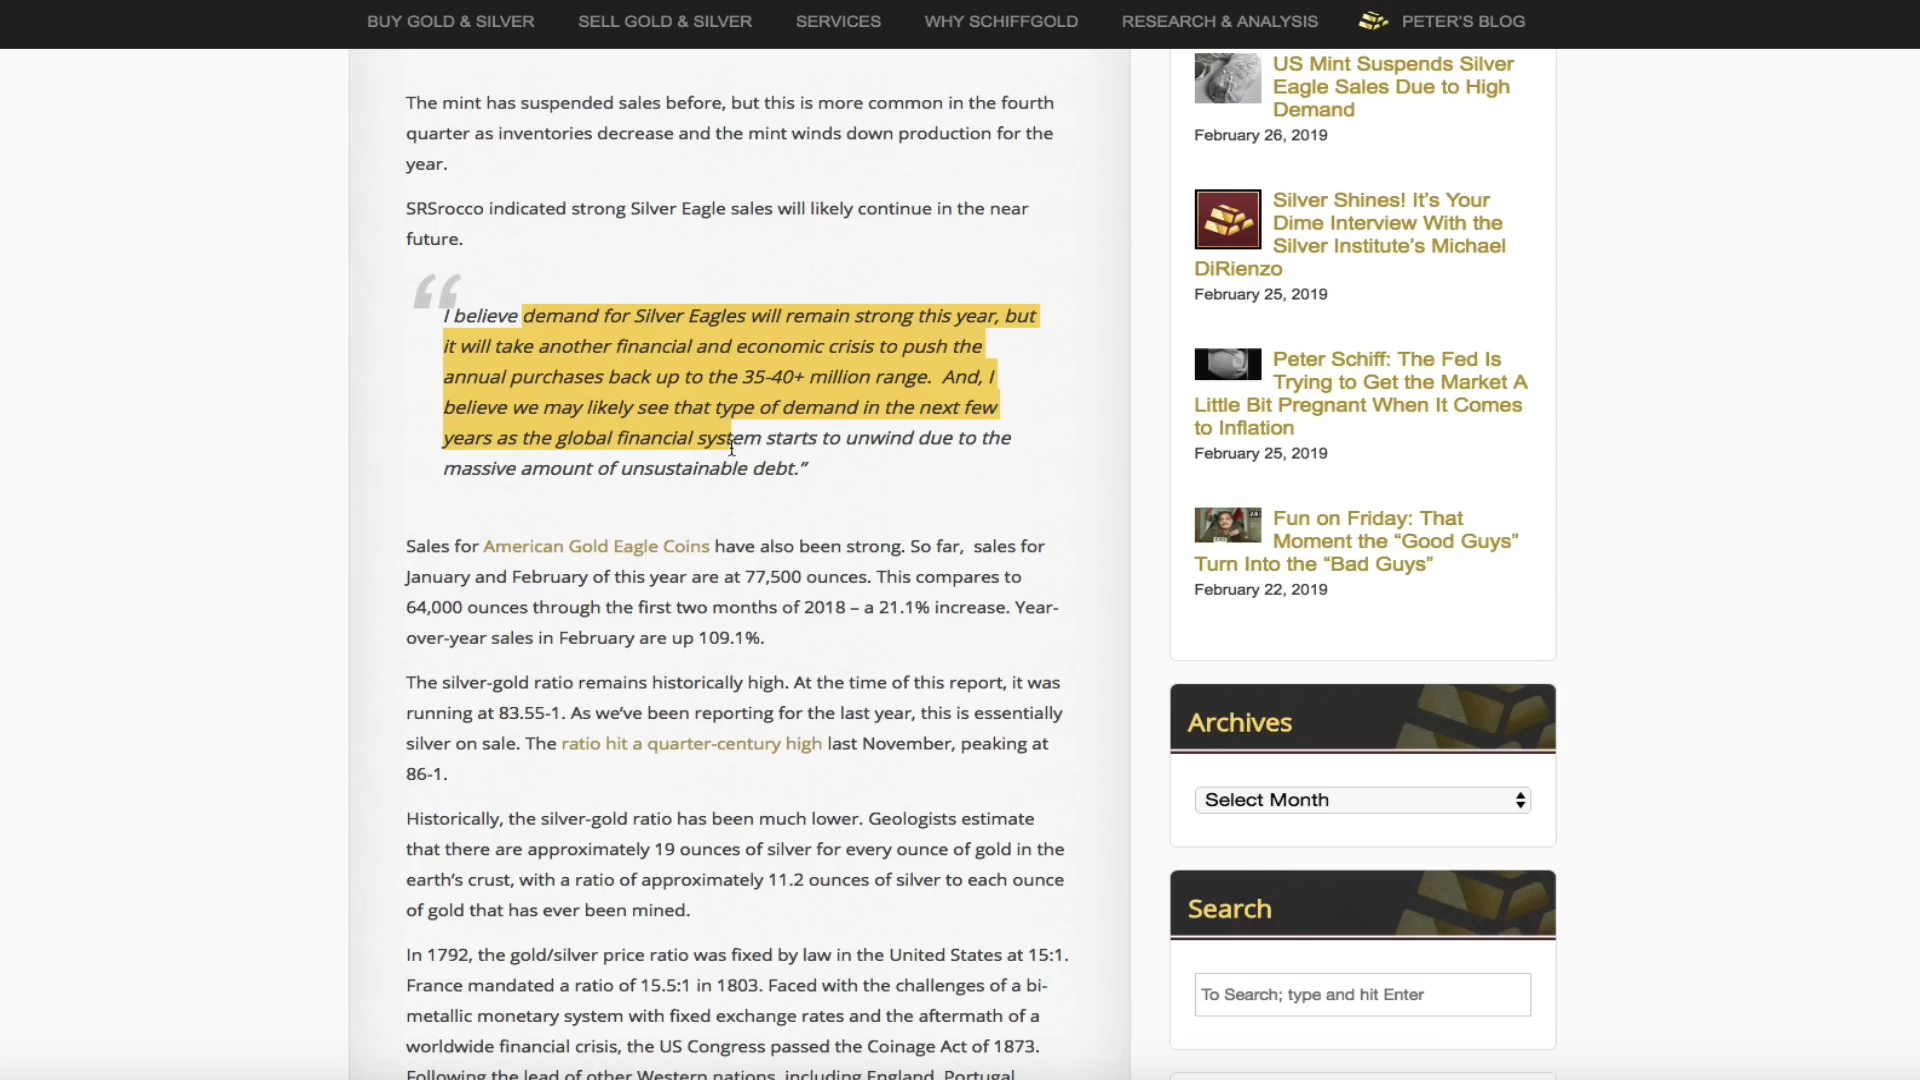 BUY GOLD & SILVER SELL GOLD & SILVER SERVICES WHY SCHIFFGOLD RESEARCH & ANALYSIS PETER'S BLOG
The mint has suspended sales before, but this is more common in the fourth
quarter as inventories decrease and the mint winds down production for the
year.
SRSrocco indicated strong Silver Eagle sales will likely continue in the near
future.
“
I believe demand for Silver Eagles will remain strong this year, but
it will take another financial and economic crisis to push the
annual purchases back up to the 35-40+ million range.  And, I
believe we may likely see that type of demand in the next few
years as the global financial system starts to unwind due to the
massive amount of unsustainable debt.”
Sales for American Gold Eagle Coins have also been strong. So far,  sales for
January and February of this year are at 77,500 ounces. This compares to
64,000 ounces through the first two months of 2018 – a 21.1% increase. Year-
over-year sales in February are up 109.1%.
The silver-gold ratio remains historically high. At the time of this report, it was
running at 83.55-1. As we’ve been reporting for the last year, this is essentially
silver on sale. The ratio hit a quarter-century high last November, peaking at
86-1.
Historically, the silver-gold ratio has been much lower. Geologists estimate
that there are approximately 19 ounces of silver for every ounce of gold in the
earth’s crust, with a ratio of approximately 11.2 ounces of silver to each ounce
of gold that has ever been mined.
In 1792, the gold/silver price ratio was fixed by law in the United States at 15:1.
France mandated a ratio of 15.5:1 in 1803. Faced with the challenges of a bi-
metallic monetary system with fixed exchange rates and the aftermath of a
worldwide financial crisis, the US Congress passed the Coinage Act of 1873.
Following the lead of other Western nations, including England, Portugal,
US Mint Suspends Silver
Eagle Sales Due to High
Demand
February 26, 2019
Silver Shines! It’s Your
Dime Interview With the
Silver Institute’s Michael
DiRienzo
February 25, 2019
Peter Schiff: The Fed Is
Trying to Get the Market A
Little Bit Pregnant When It Comes
to Inflation
February 25, 2019
Fun on Friday: That
Moment the “Good Guys”
Turn Into the “Bad Guys”
February 22, 2019
Archives
Select Month
Search
To Search; type and hit Enter